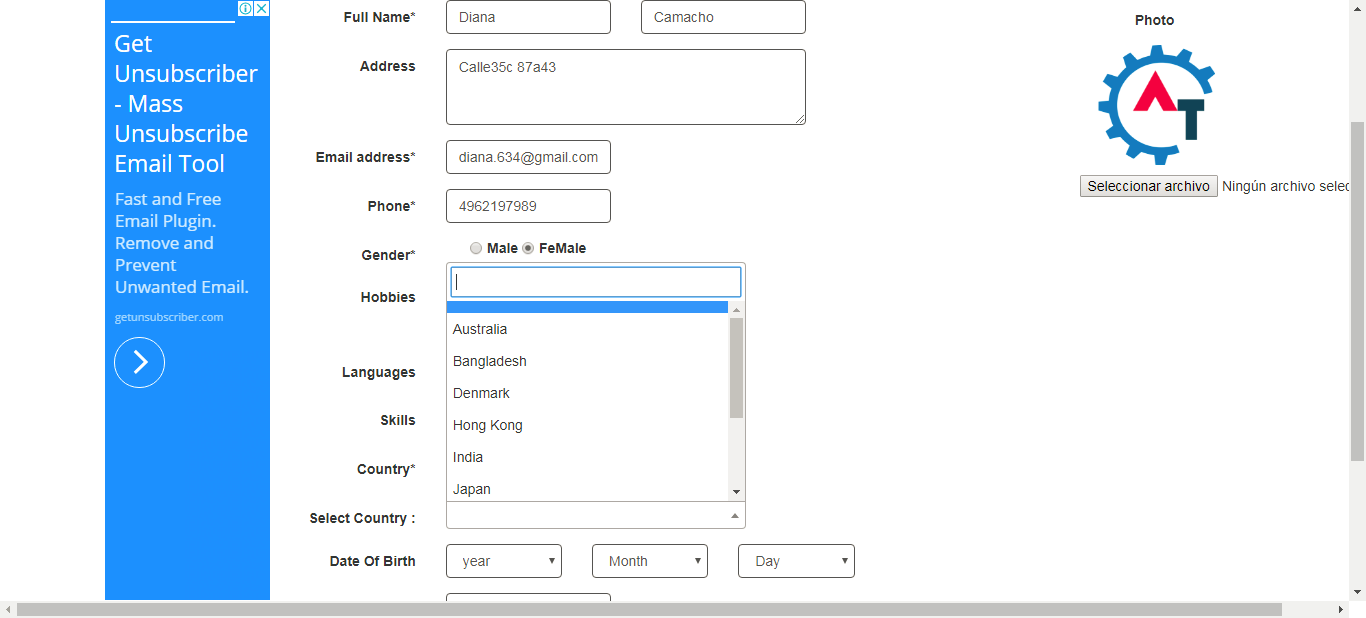 Get
Unsubscriber
- Mass
Unsubscribe
Email Tool
Fast and Free
Email Plugin.
Remove and
Prevent
Unwanted Email.
getunsubscriber.com
Full Name* Diana Camacho
Address Calle35c 87a43
Email address* diana.634@gmail.com
Phone* 4962197989
Gender* Male FeMale
Hobbies
Australia
Bangladesh
Languages
Denmark
Skills
Hong Kong
India
Country*
Japan
Select Country :
Date Of Birth year Month Day
Photo
AT
Seleccionar archivo Ningún archivo selec